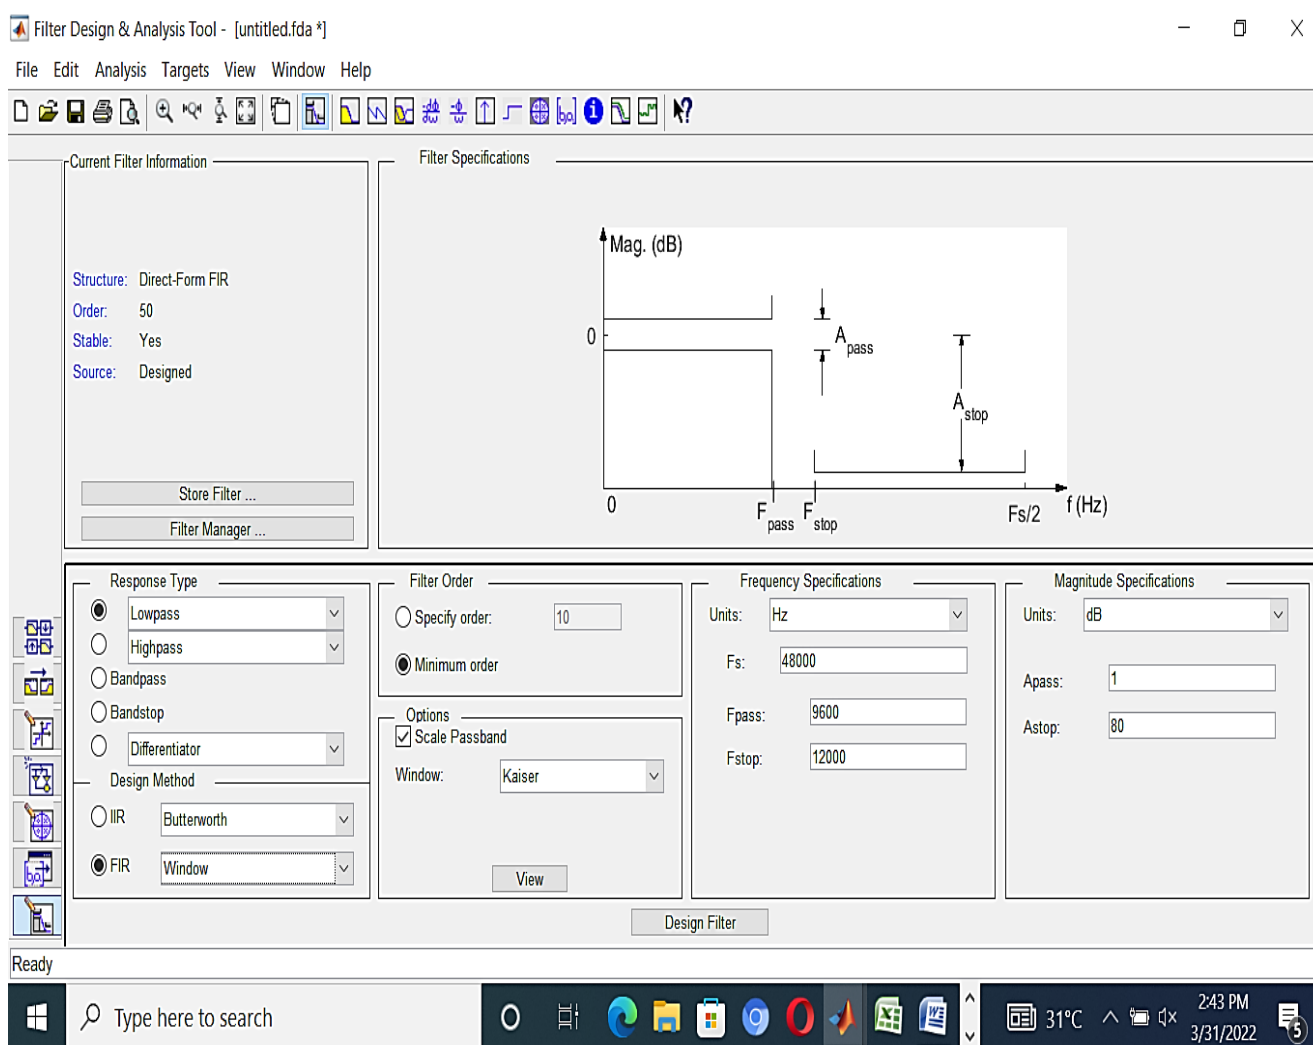 Filter Design & Analysis Tool - [untitled.fda *]
File Edit Analysis Targets View Window Help
Current Filter Information
Structure: Direct-Form FIR
Order: 50
Stable: Yes
Source: Designed
Store Filter ...
Filter Manager ...
Filter Specifications
Mag. (dB)
0
A pass
A stop
0
F pass F stop Fs/2 f (Hz)
Response Type
Lowpass
Highpass
Bandpass
Bandstop
Differentiator
Design Method
IIR Butterworth
FIR Window
Filter Order
Specify order: 10
Minimum order
Options
Scale Passband
Window: Kaiser
View
Frequency Specifications
Units: Hz
Fs: 48000
Fpass: 9600
Fstop: 12000
Magnitude Specifications
Units: dB
Apass: 1
Astop: 80
Design Filter
Ready
Type here to search
31°C
2:43 PM
3/31/2022
5